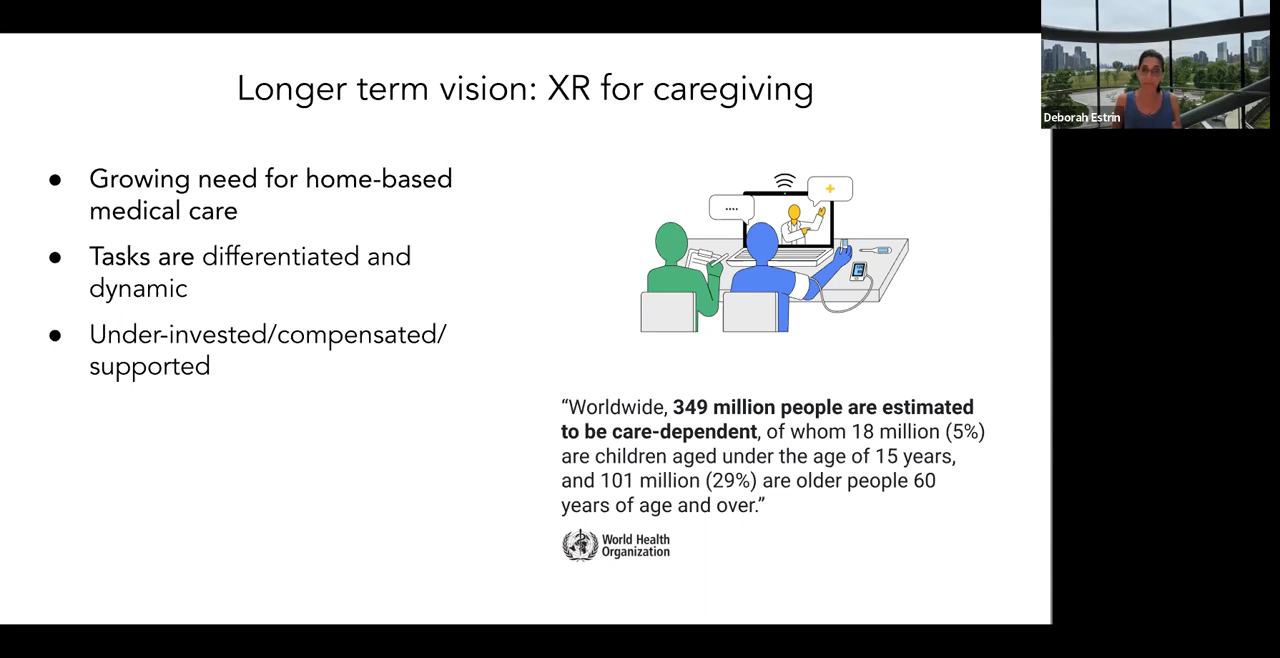 Longer term vision: XR for caregiving
● Growing need for home-based
medical care
● Tasks are differentiated and
dynamic
● Under-invested/compensated/
supported
....
“Worldwide, 349 million people are estimated
to be care-dependent, of whom 18 million (5%)
are children aged under the age of 15 years,
and 101 million (29%) are older people 60
years of age and over.”
World Health
Organization
Deborah Estrin